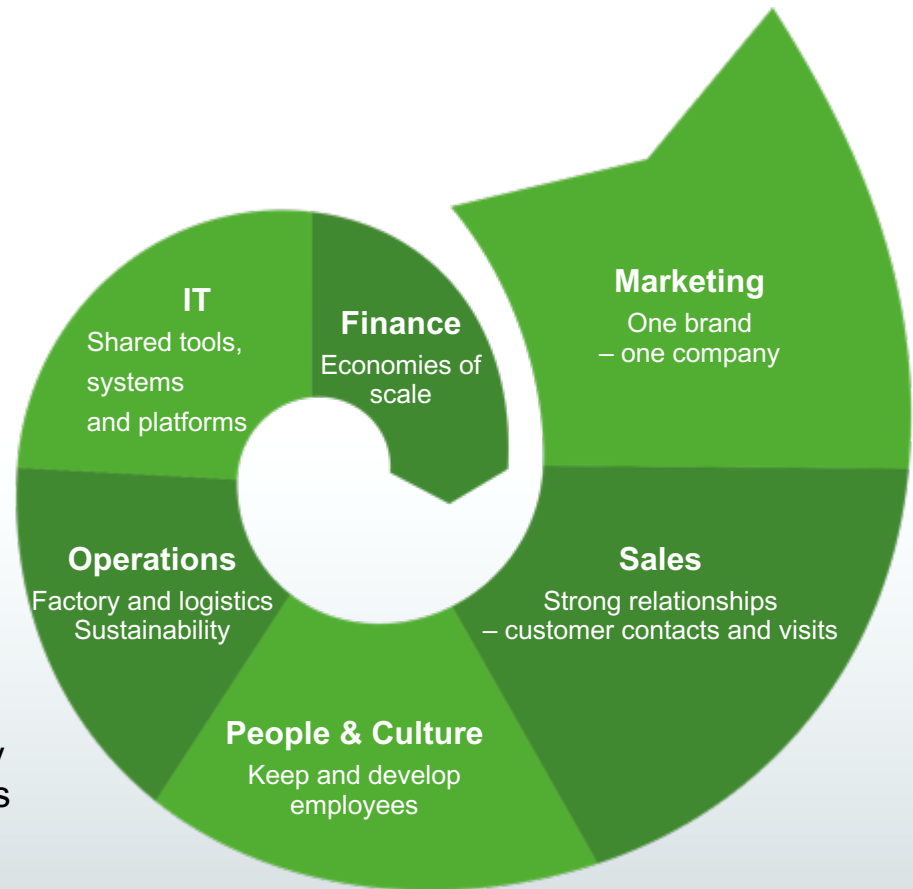 Marketing
One brand
– one company
IT
Shared tools,
systems
and platforms
Finance
Economies of
scale
Operations
Factory and logistics
Sustainability
Sales
Strong relationships
– customer contacts and visits
People & Culture
Keep and develop
employees